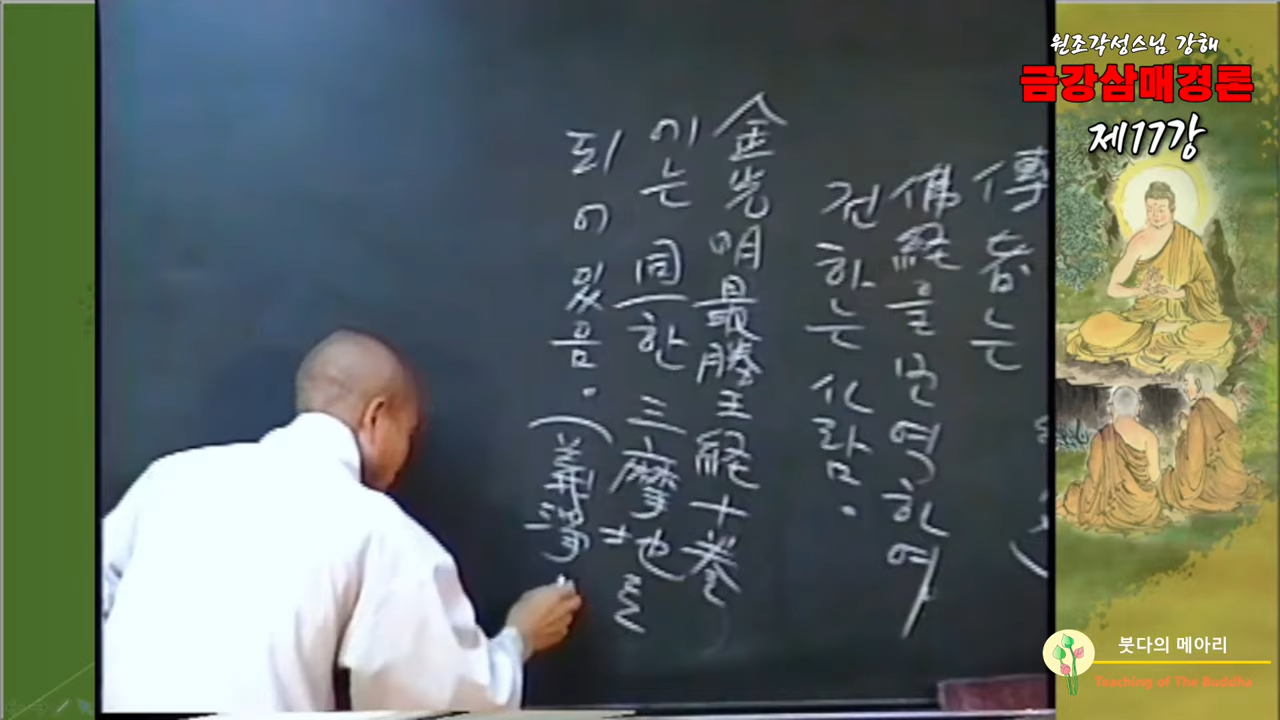 원조각성스님 강해
금강삼매경론
제17강
傳者는
佛經를 번역하여
전하는 사람.
金光明最勝王經十卷
에는 同一한 三摩地로
되어 있음. (義淨
붓다의 메아리
Teaching of The Buddha